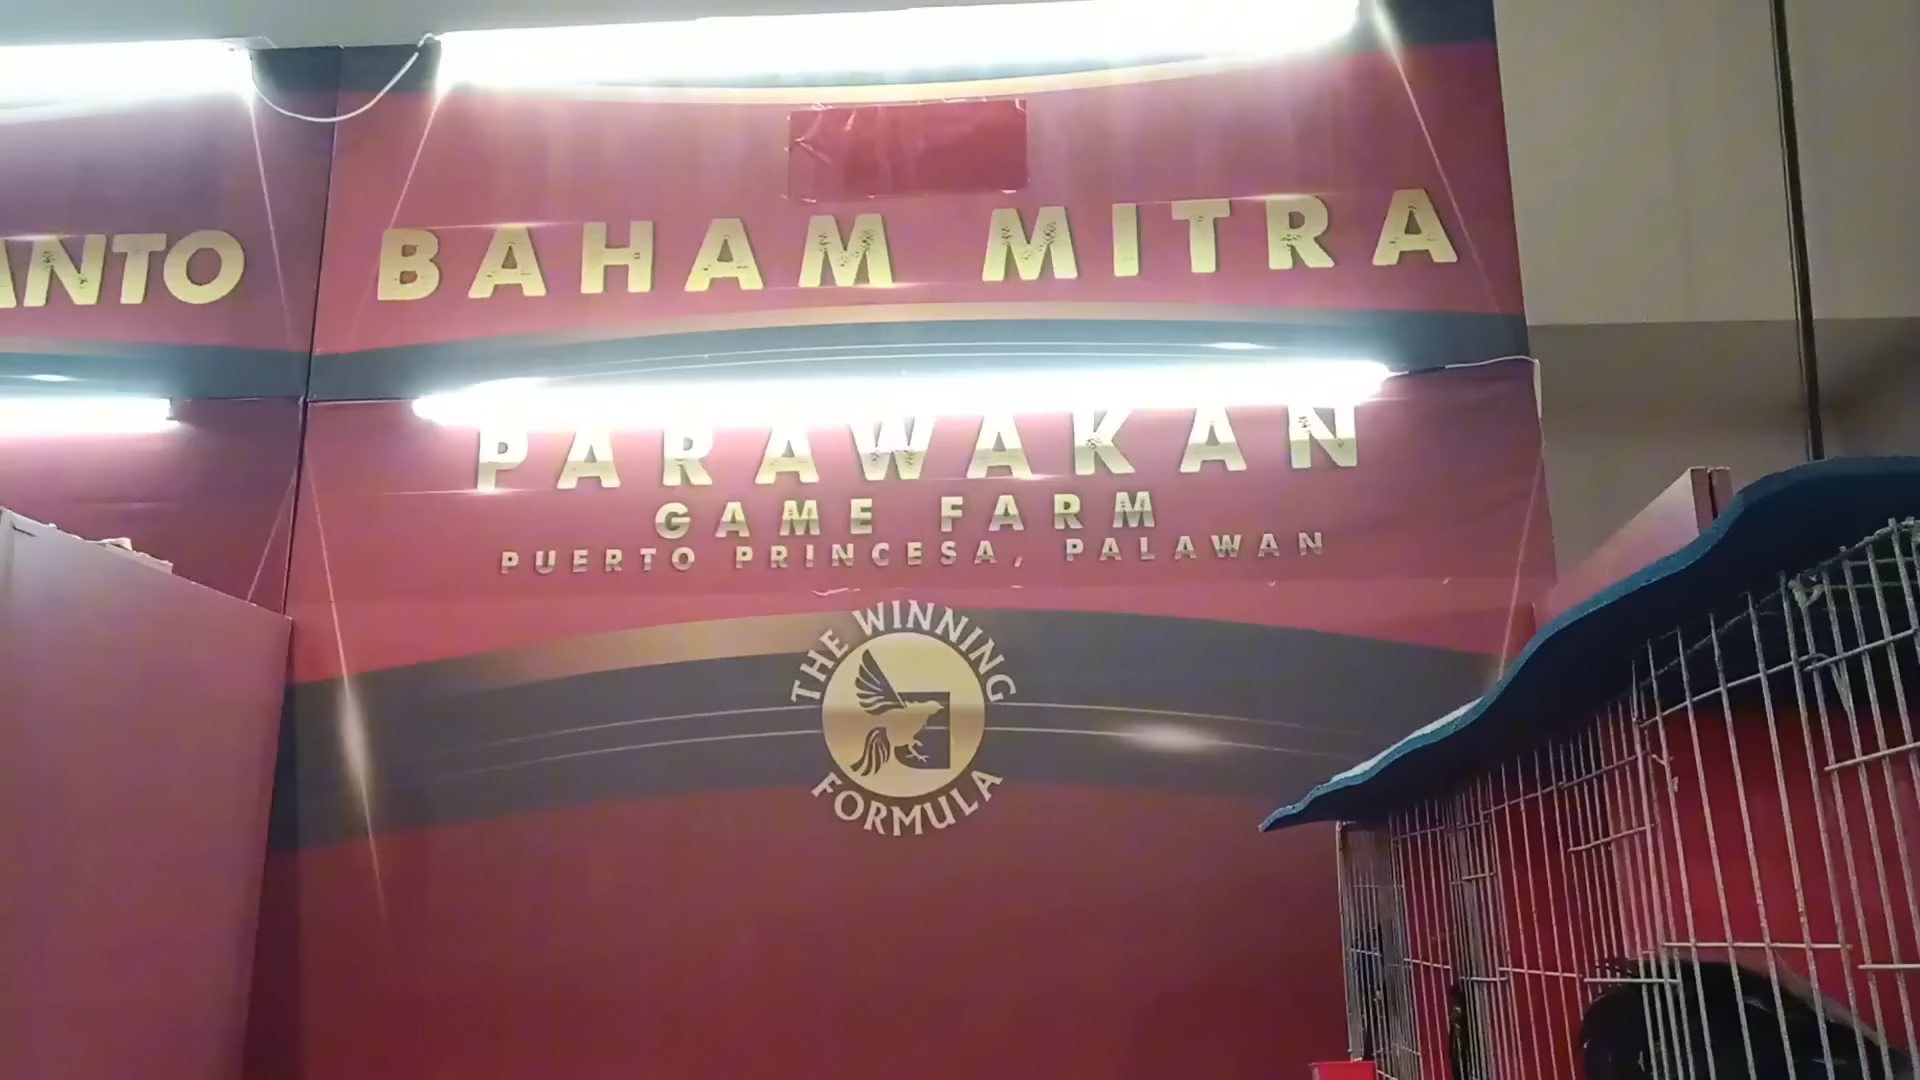 ANTO
BAHAM MITRA
PARAWAKAN
GAME FARM
PUERTO PRINCESA, PALAWAN
THE WINNING
FORMULA